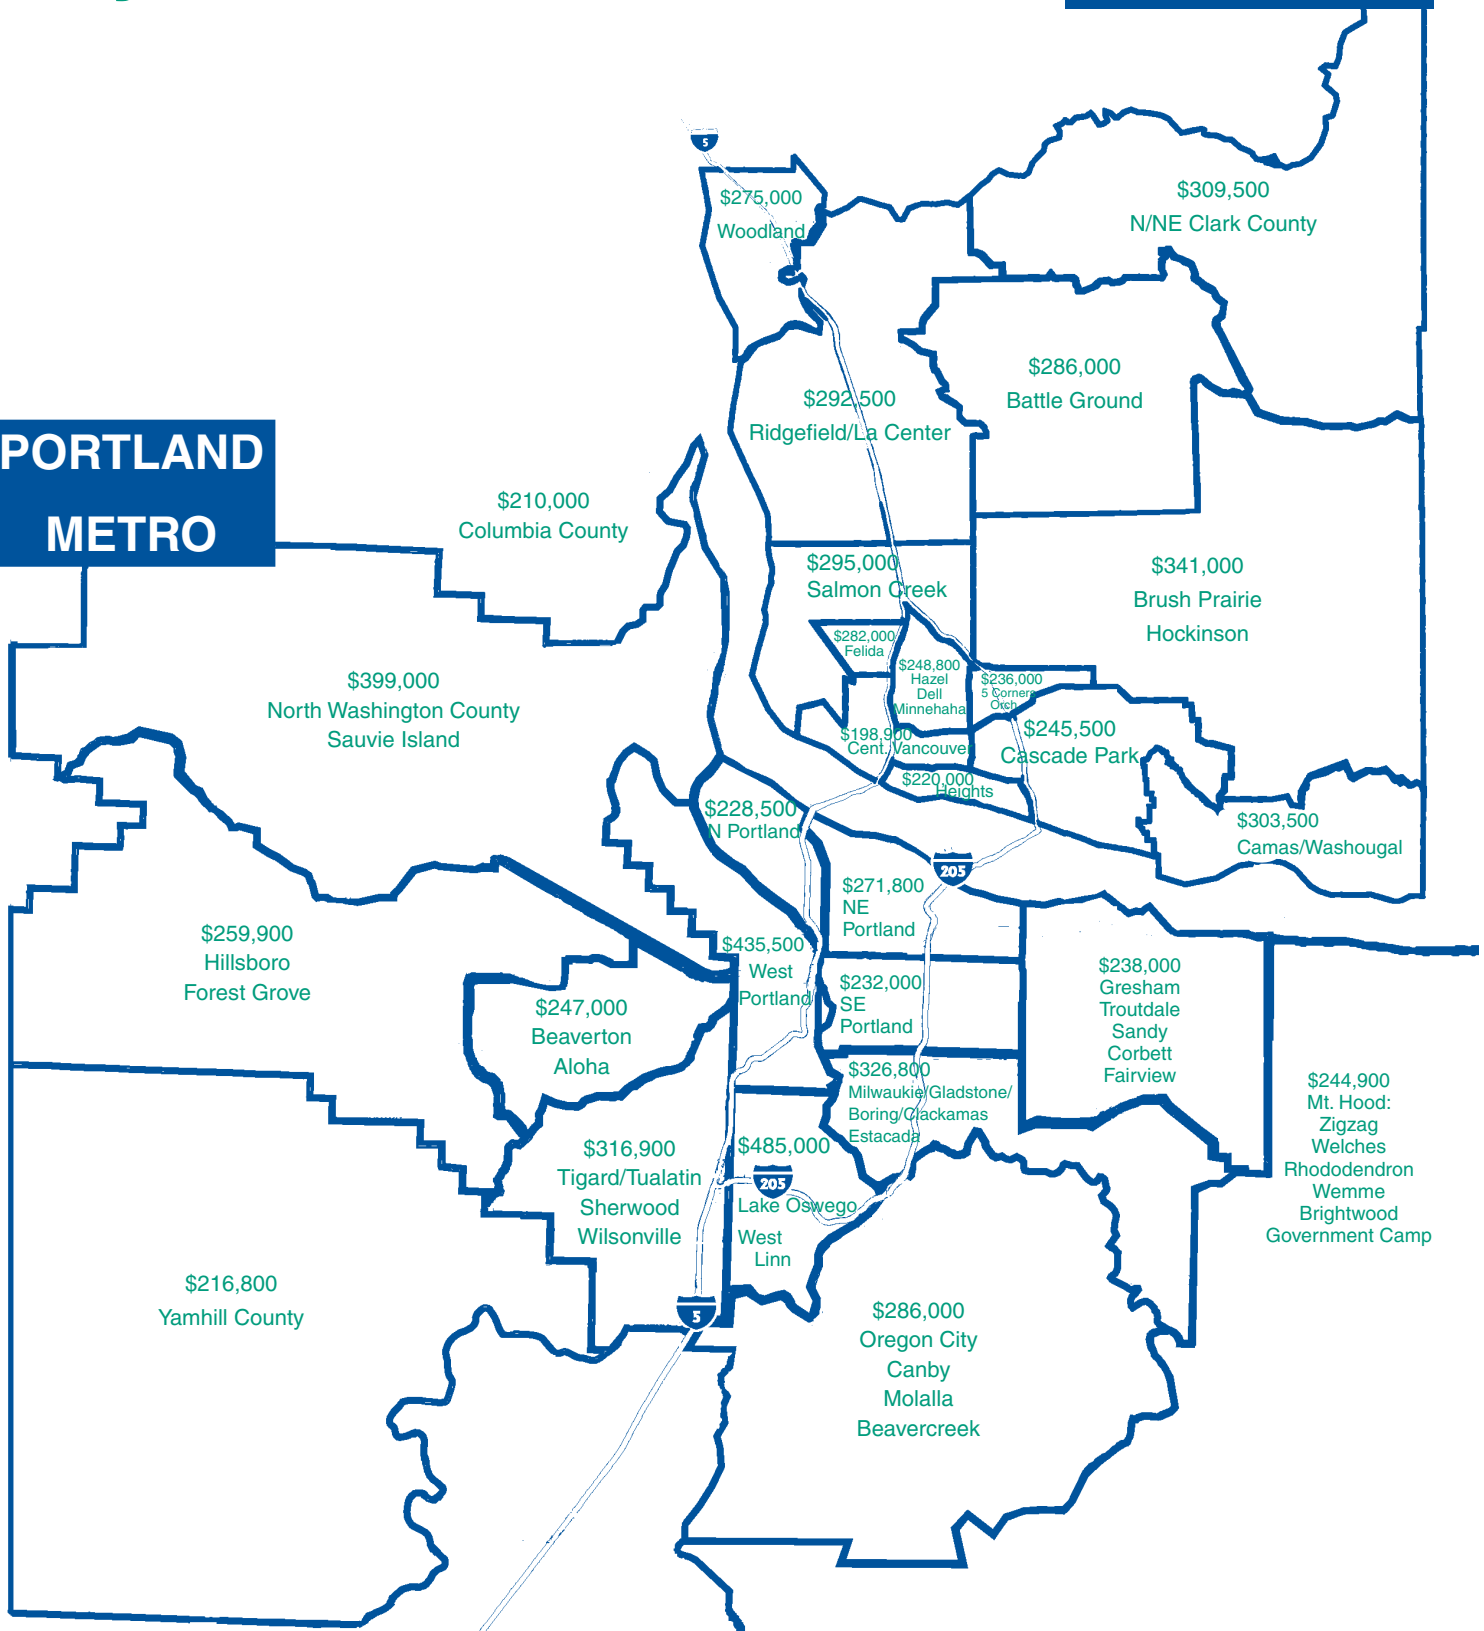 5
$275,000
Woodland
$309,500
N/NE Clark County
$286,000
Battle Ground
$292,500
Ridgefield/La Center
PORTLAND
METRO
$210,000
Columbia County
$295,000
Salmon Creek
$341,000
Brush Prairie
Hockinson
$282,000
Felida
$248,800
Hazel
Dell
Minnehaha
$236,000
5 Corners
Orch
$399,000
North Washington County
Sauvie Island
$198,900
Cent. Vancouver
$245,500
Cascade Park
$220,000
Heights
$228,500
N Portland
$303,500
Camas/Washougal
205
$271,800
NE
Portland
$259,900
Hillsboro
Forest Grove
$435,500
West
Portland
$232,000
SE
Portland
$238,000
Gresham
Troutdale
Sandy
Corbett
Fairview
$247,000
Beaverton
Aloha
$326,800
Milwaukie/Gladstone/
Boring/Clackamas
Estacada
$244,900
Mt. Hood:
Zigzag
Welches
Rhododendron
Wemme
Brightwood
Government Camp
$316,900
Tigard/Tualatin
Sherwood
Wilsonville
$485,000
205
Lake Oswego
West
Linn
$216,800
Yamhill County
5
$286,000
Oregon City
Canby
Molalla
Beavercreek